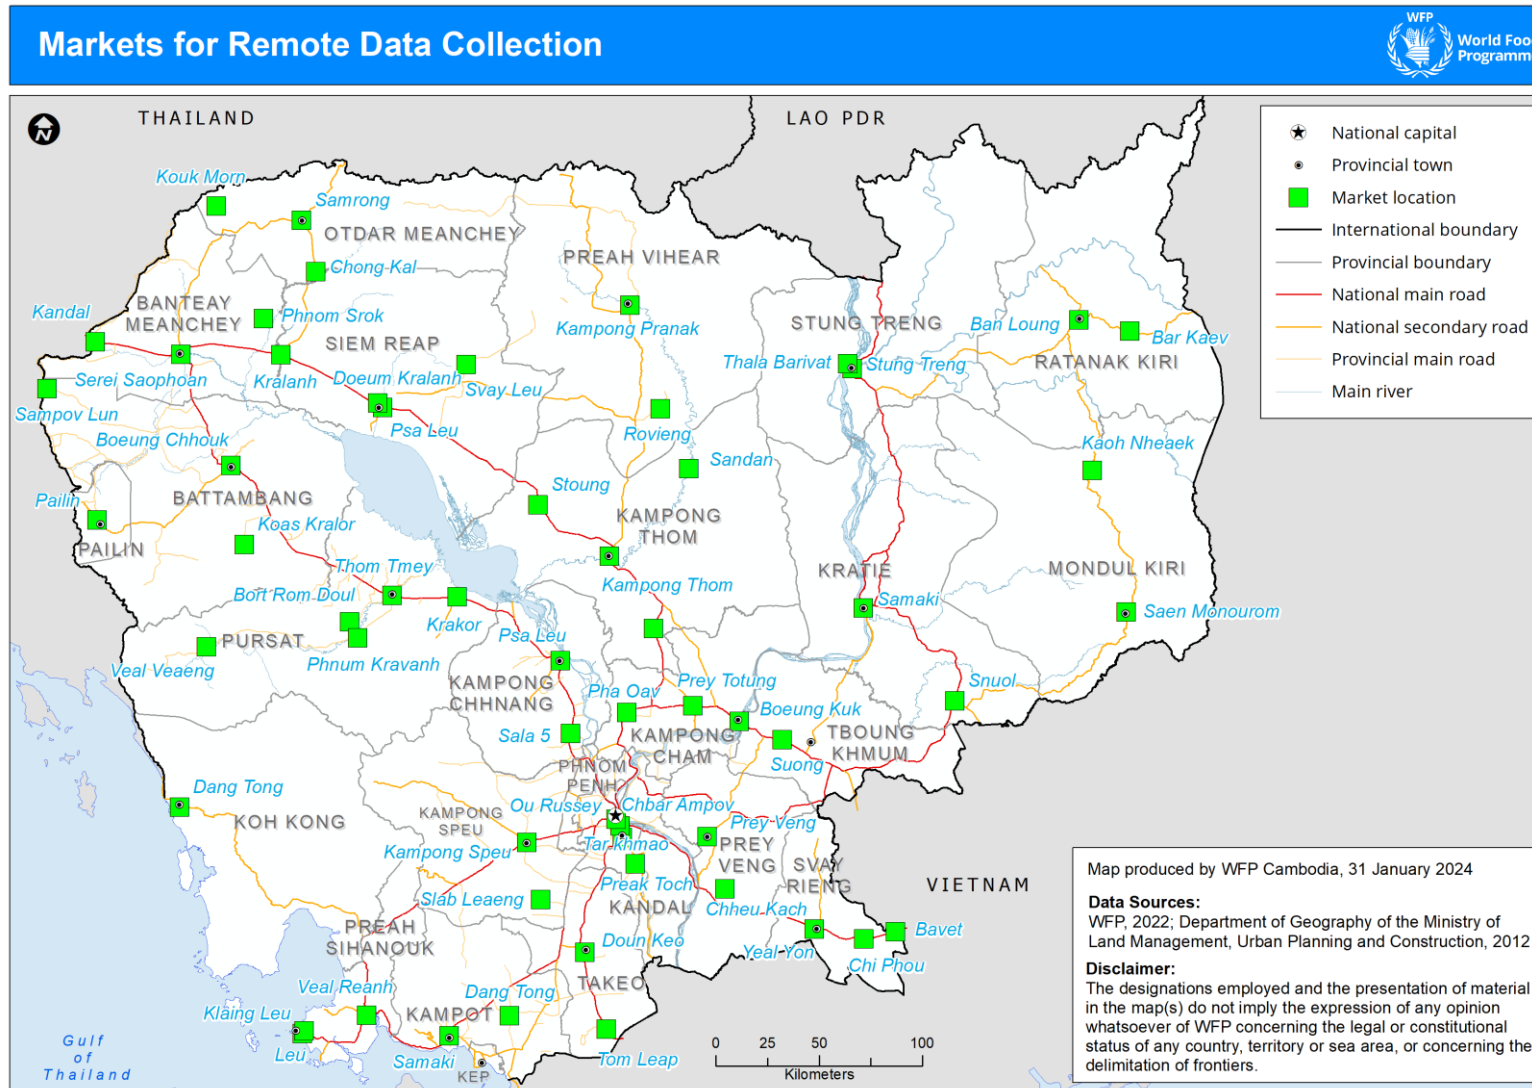 Markets for Remote Data Collection
WFP
World Foo
Programme
THAILAND
LAO PDR
N
National capital
Provincial town
Market location
International boundary
Provincial boundary
National main road
National secondary road
Provincial main road
Main river
Kouk Morn
Samrong
OTDAR MEANCHEY
PREAH VIHEAR
Chong Kal
BANTEAY
MEANCHEY
Kandal
Phnom Srok
Kampong Pranak
STUNG TRENG
Ban Loung
Bar Kaev
SIEM REAP
Thala Barivat
Stung Treng
RATANAK KIRI
Serei Saophoan
Kralanh
Doeum Kralanh
Svay Leu
Sampov Lun
Boeung Chhouk
Psa Leu
Rovieng
Kaoh Nheaek
Sandan
Stoung
Pailin
BATTAMBANG
Koas Kralor
KAMPONG
THOM
PAILIN
Thom Tmey
KRATIE
MONDUL KIRI
Bort Rom Doul
Kampong Thom
Samaki
Saen Monourom
Krakor
Psa Leu
PURSAT
Veal Veaeng
Phnum Kravanh
KAMPONG
CHHNANG
Pha Oav
Prey Totung
Snuol
Boeung Kuk
Sala 5
KAMPONG
CHAM
TBOUNG
KHMUM
Suong
PHNOM
PENH
Dang Tong
KOH KONG
KAMPONG
SPEU
Ou Russey
Chbar Ampov
Prey Veng
Kampong Speu
Tar khmao
PREY
VENG
SVAY
RIENG
VIETNAM
Slab Leaeng
Preak Toch
KANDAL
Chheu Kach
PREAH
SIHANOUK
Doun Keo
Yeal Yon
Bavet
Chi Phou
TAKEO
Veal Reanh
Dang Tong
Klaing Leu
KAMPOT
Leu
Samaki
Tom Leap
KEP
Gulf
of
Thailand
0 25 50 100
Kilometers
Map produced by WFP Cambodia, 31 January 2024
Data Sources:
WFP, 2022; Department of Geography of the Ministry of
Land Management, Urban Planning and Construction, 2012
Disclaimer:
The designations employed and the presentation of material
in the map(s) do not imply the expression of any opinion
whatsoever of WFP concerning the legal or constitutional
status of any country, territory or sea area, or concerning the
delimitation of frontiers.